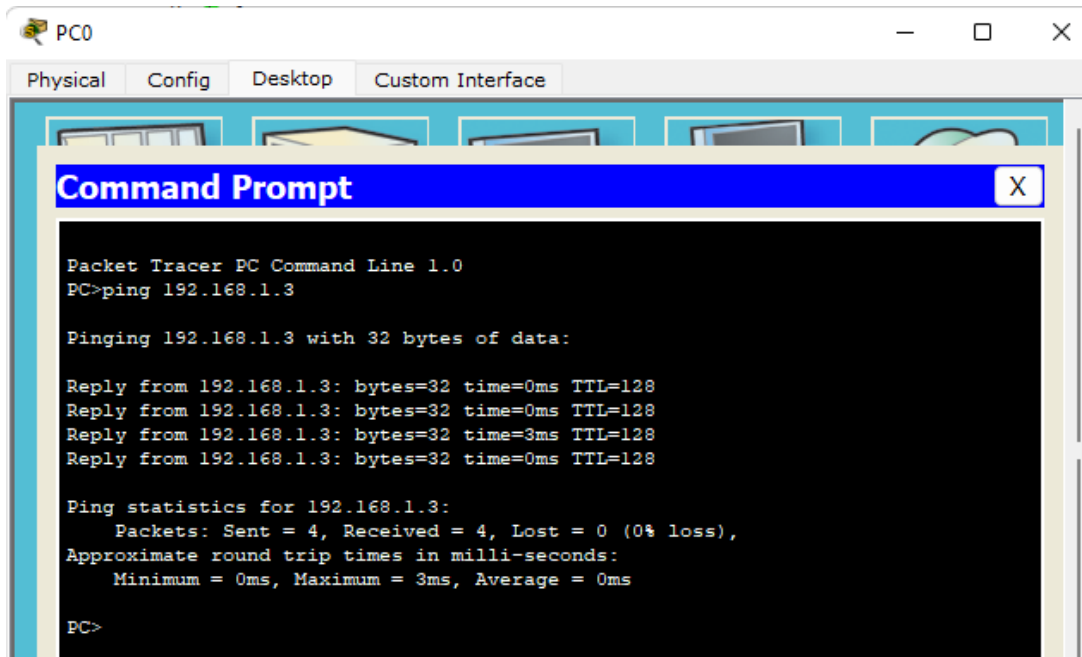 PC0
Physical Config Desktop Custom Interface
Command Prompt X
Packet Tracer PC Command Line 1.0
PC>ping 192.168.1.3
Pinging 192.168.1.3 with 32 bytes of data:
Reply from 192.168.1.3: bytes=32 time=0ms TTL=128
Reply from 192.168.1.3: bytes=32 time=0ms TTL=128
Reply from 192.168.1.3: bytes=32 time=3ms TTL=128
Reply from 192.168.1.3: bytes=32 time=0ms TTL=128
Ping statistics for 192.168.1.3:
Packets: Sent = 4, Received = 4, Lost = 0 (0% loss),
Approximate round trip times in milli-seconds:
Minimum = 0ms, Maximum = 3ms, Average = 0ms
PC>